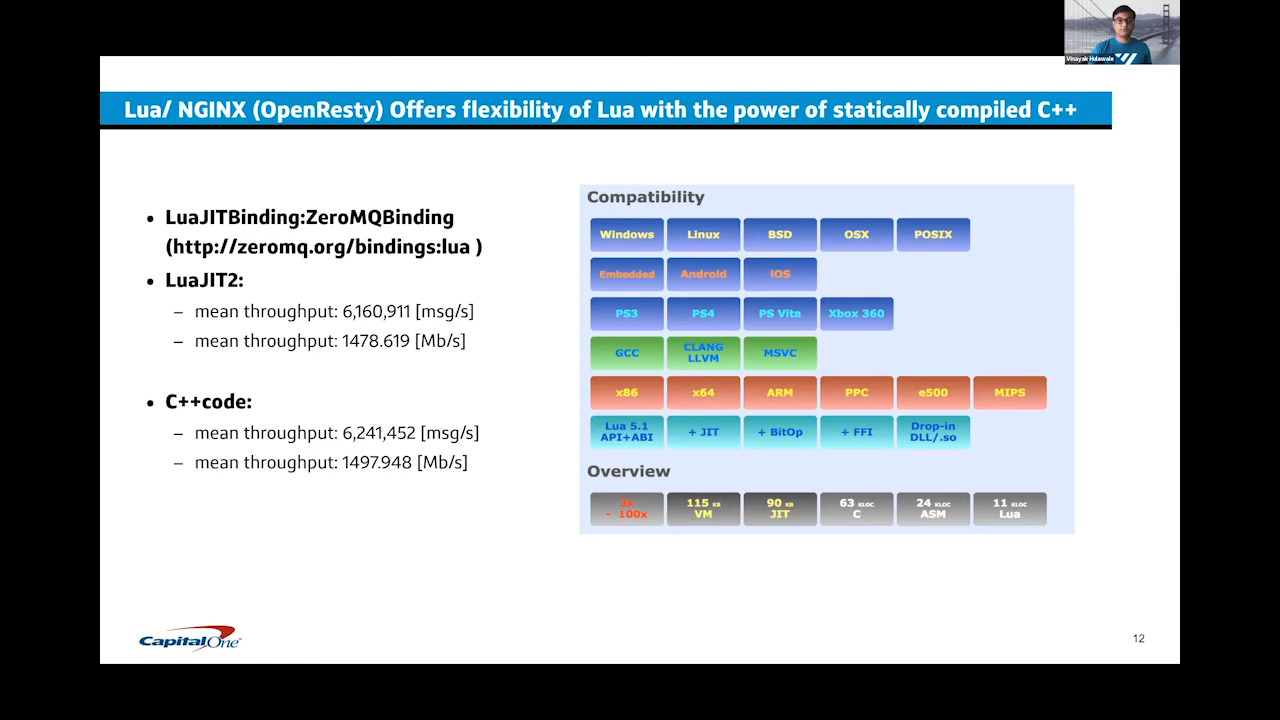 Vinayak Hulawale
Lua/ NGINX (OpenResty) Offers flexibility of Lua with the power of statically compiled C++
• LuaJITBinding:ZeroMQBinding
(http://zeromq.org/bindings:lua )
• LuaJIT2:
– mean throughput: 6,160,911 [msg/s]
– mean throughput: 1478.619 [Mb/s]
• C++code:
– mean throughput: 6,241,452 [msg/s]
– mean throughput: 1497.948 [Mb/s]
Compatibility
Windows Linux BSD OSX POSIX
Embedded Android iOS
PS3 PS4 PS Vita Xbox 360
GCC CLANG LLVM MSVC
x86 x64 ARM PPC e500 MIPS
Lua 5.1 API+ABI + JIT + BitOp + FFI Drop-in DLL/.so
Overview
3x - 100x 115 KB VM 90 KB JIT 63 KLOC C 24 KLOC ASM 11 KLOC Lua
Capital One
12